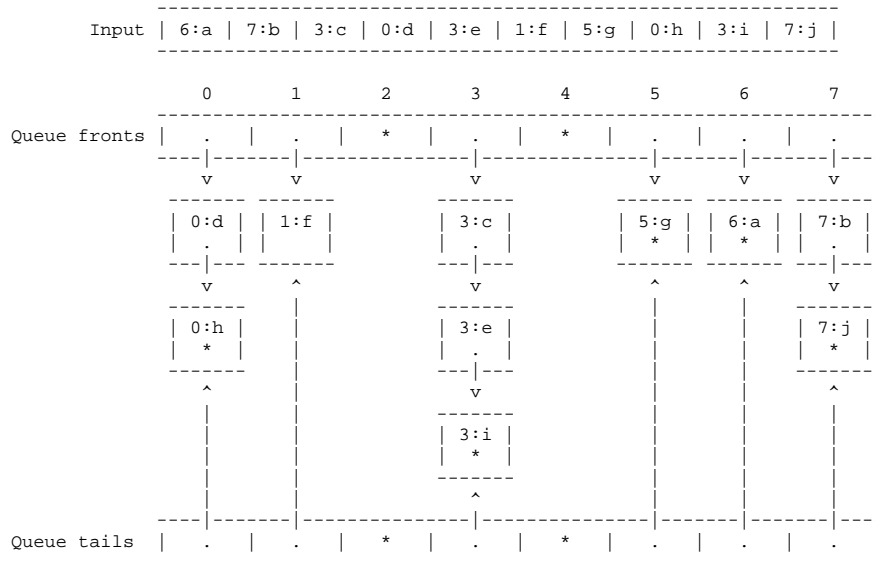 Input | 6:a | 7:b | 3:c | 0:d | 3:e | 1:f | 5:g | 0:h | 3:i | 7:j |
0 1 2 3 4 5 6 7
Queue fronts | . | . | * | . | * | . | . | .
v v v v v v
| 0:d | | 1:f | | 3:c | | 5:g | | 6:a | | 7:b |
| . | | | | . | | * | | * | | . |
v ^ v ^ ^ v
| 0:h | | 3:e | | 7:j |
| * | | . | | * |
^ v ^
| 3:i |
| * |
^
Queue tails | . | . | * | . | * | . | . | .